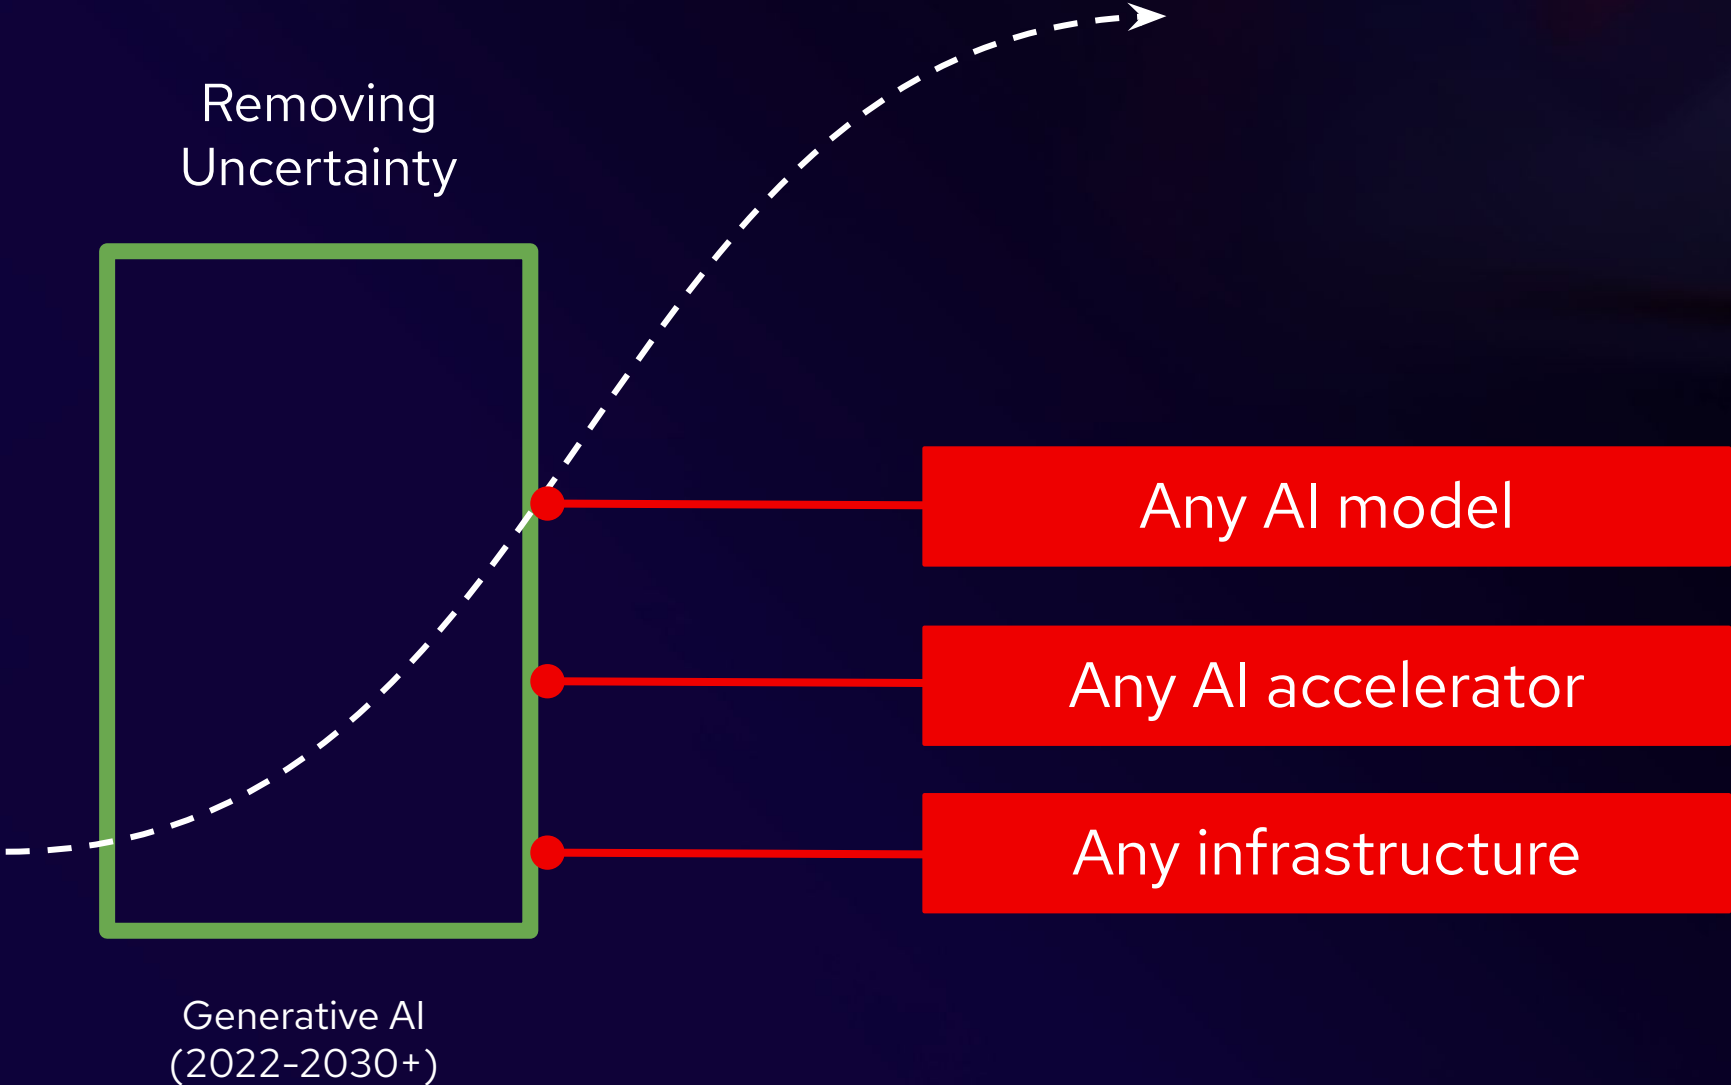 Removing
Uncertainty
Any AI model
Any AI accelerator
Any infrastructure
Generative AI
(2022-2030+)